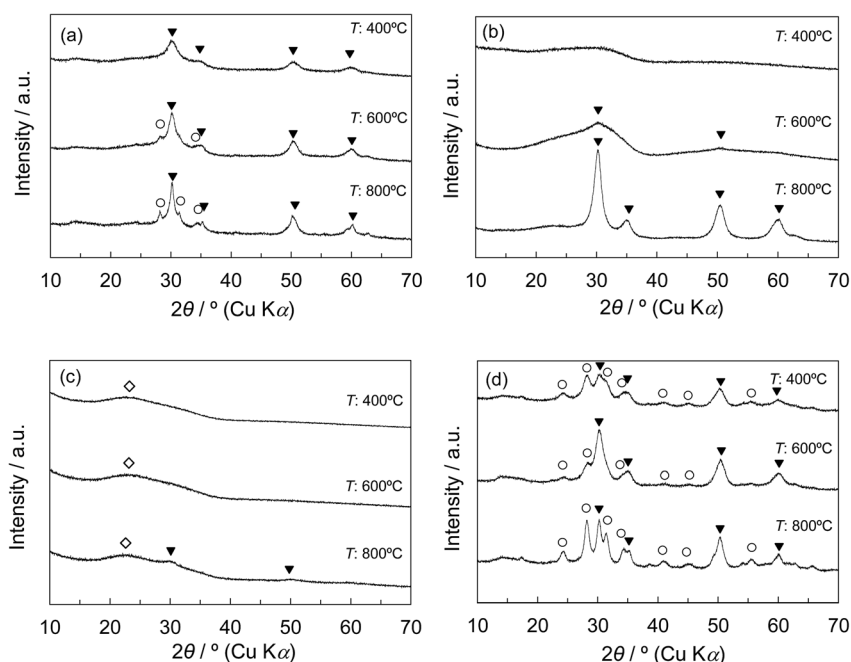 (a)
T: 400ºC
T: 600ºC
T: 800ºC
Intensity / a.u.
10 20 30 40 50 60 70
2θ / º (Cu Kα)
(b)
T: 400ºC
T: 600ºC
T: 800ºC
Intensity / a.u.
10 20 30 40 50 60 70
2θ / º (Cu Kα)
(c)
T: 400ºC
T: 600ºC
T: 800ºC
Intensity / a.u.
10 20 30 40 50 60 70
2θ / º (Cu Kα)
(d)
T: 400ºC
T: 600ºC
T: 800ºC
Intensity / a.u.
10 20 30 40 50 60 70
2θ / º (Cu Kα)